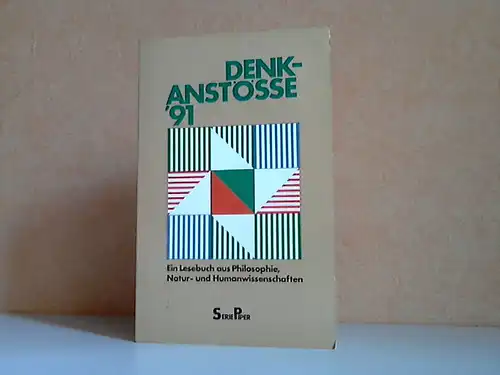 DENK-
ANSTÖSSE
'91
Ein Lesebuch aus Philosophie,
Natur- und Humanwissenschaften
SERIE PIPER